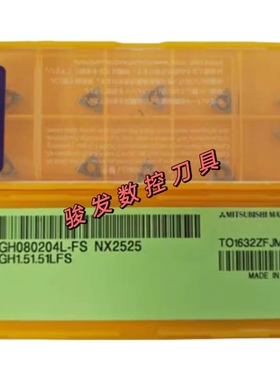 骏发数控刀具
GH080204L-FS NX2525
GH1.51.51LFS
MITSUBISHI MA
TO1632ZFJM
MADE IN